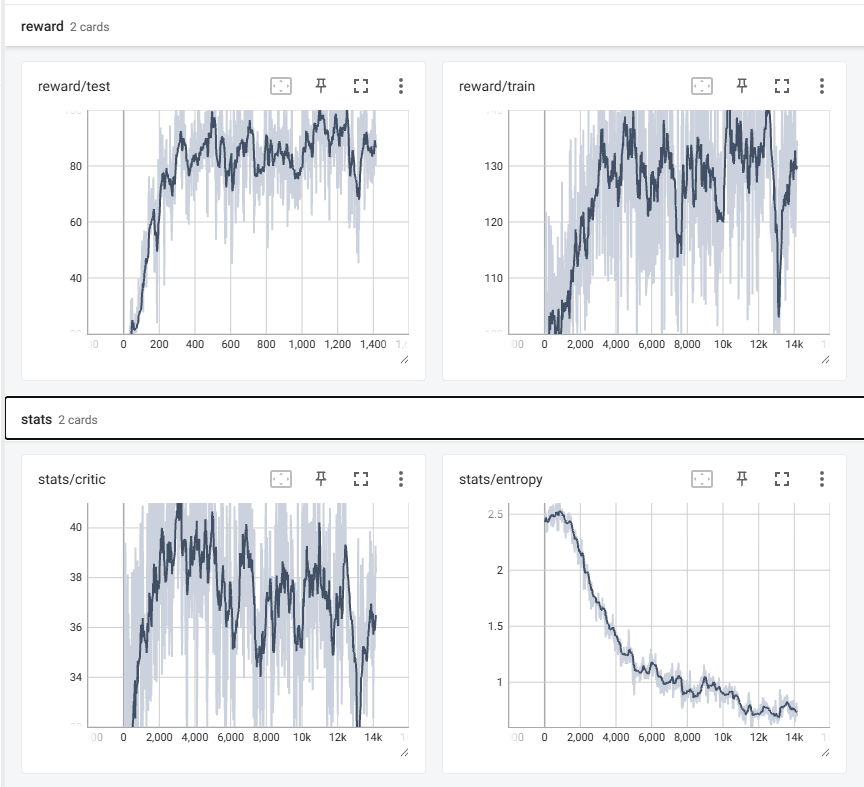 reward 2 cards
reward/test
80
60
40
0 200 400 600 800 1,000 1,200 1,400
reward/train
130
120
110
0 2,000 4,000 6,000 8,000 10k 12k 14k
stats 2 cards
stats/critic
40
38
36
34
0 2,000 4,000 6,000 8,000 10k 12k 14k
stats/entropy
2.5
2
1.5
1
0 2,000 4,000 6,000 8,000 10k 12k 14k